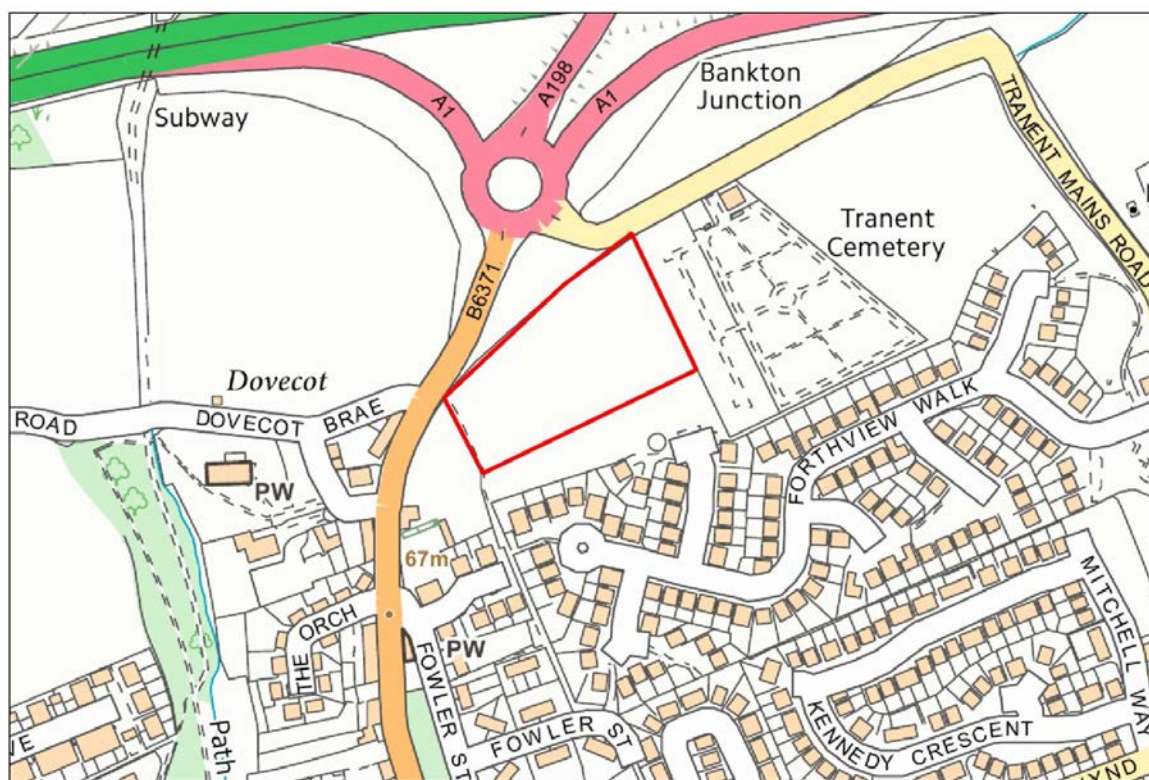 A1
A198
A1
Bankton
Junction
Subway
TRANENT MAINS ROAD
Tranent
Cemetery
B6371
Dovecot
ROAD
DOVECOT BRAE
PW
FORTHVIEW WALK
67m
THE ORCH
PW
FOWLER ST
FOWLER ST
MITCHELL WAY
KENNEDY CRESCENT
Path